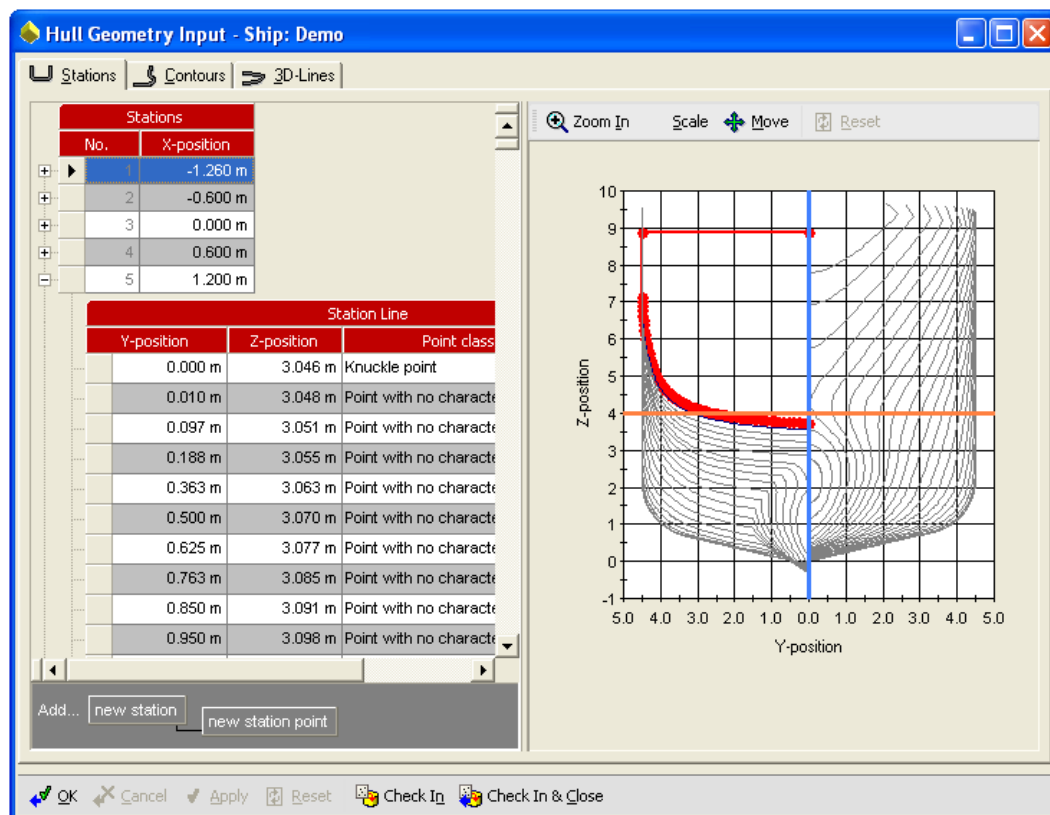 Hull Geometry Input - Ship: Demo
Stations Contours 3D-Lines
Stations
No. X-position
1 -1.260 m
2 -0.600 m
3 0.000 m
4 0.600 m
5 1.200 m
Station Line
Y-position Z-position Point class
0.000 m 3.046 m Knuckle point
0.010 m 3.048 m Point with no characte
0.097 m 3.051 m Point with no characte
0.188 m 3.055 m Point with no characte
0.363 m 3.063 m Point with no characte
0.500 m 3.070 m Point with no characte
0.625 m 3.077 m Point with no characte
0.763 m 3.085 m Point with no characte
0.850 m 3.091 m Point with no characte
0.950 m 3.098 m Point with no characte
Add... new station
new station point
Zoom In Scale Move Reset
10
9
8
7
6
5
4
3
2
1
0
-1
Z-position
5.0 4.0 3.0 2.0 1.0 0.0 1.0 2.0 3.0 4.0 5.0
Y-position
OK Cancel Apply Reset Check In Check In & Close